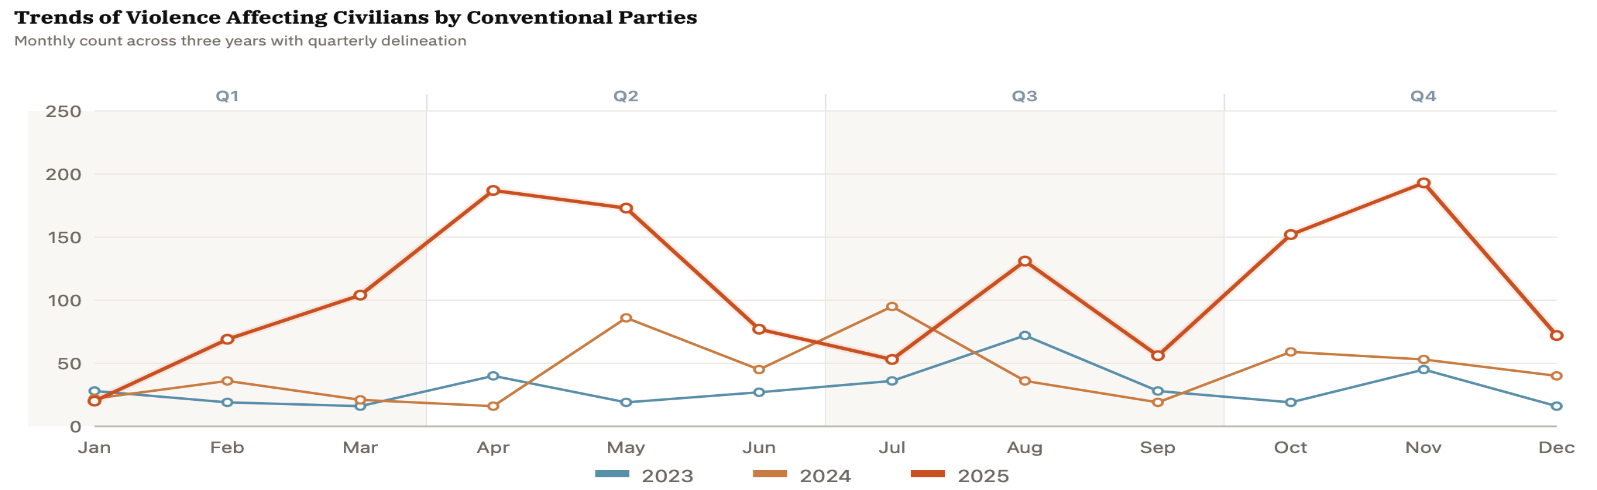 Trends of Violence Affecting Civilians by Conventional Parties
Monthly count across three years with quarterly delineation
Q1 Q2 Q3 Q4
250
200
150
100
50
0
Jan Feb Mar Apr May Jun Jul Aug Sep Oct Nov Dec
2023 2024 2025